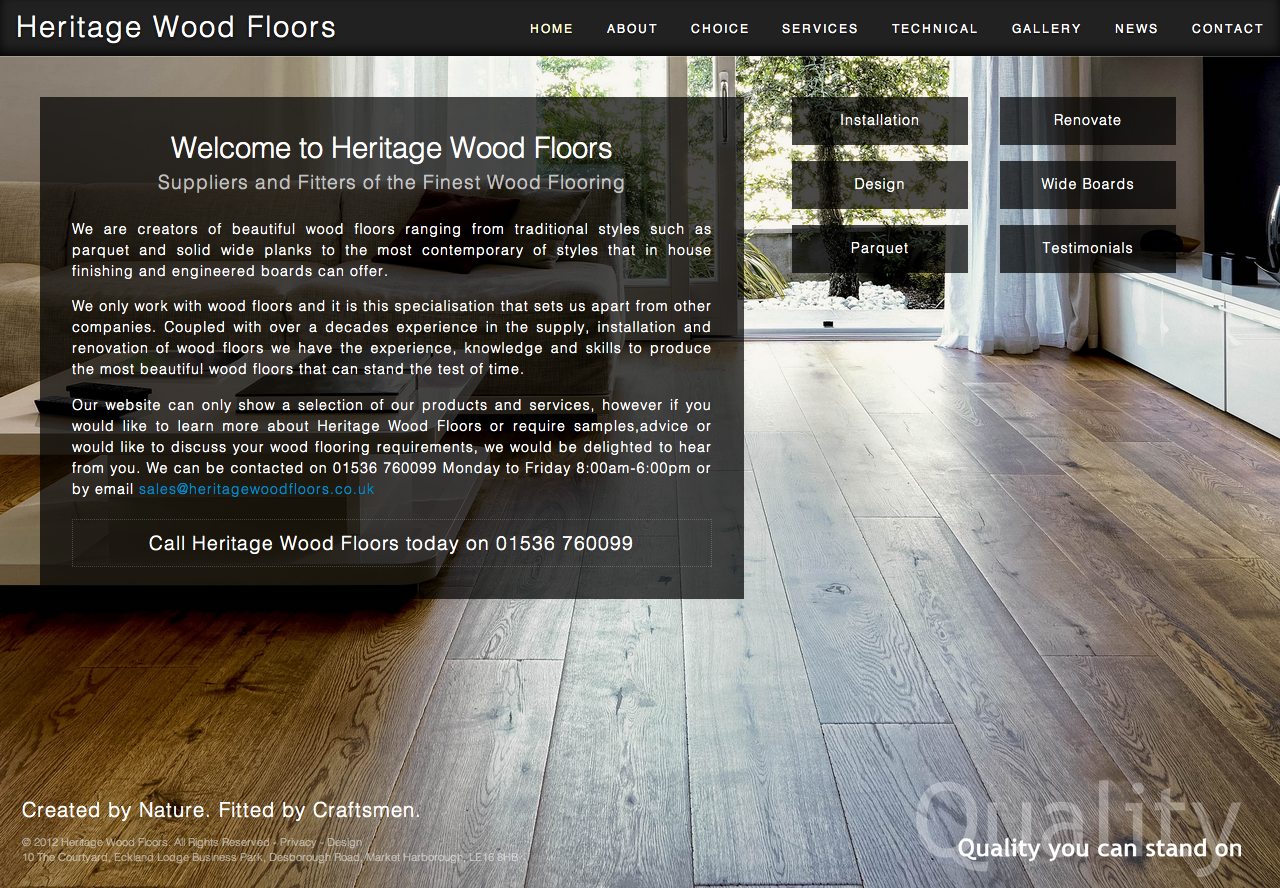 Heritage Wood Floors
HOME ABOUT CHOICE SERVICES TECHNICAL GALLERY NEWS CONTACT
Welcome to Heritage Wood Floors
Suppliers and Fitters of the Finest Wood Flooring
We are creators of beautiful wood floors ranging from traditional styles such as
parquet and solid wide planks to the most contemporary of styles that in house
finishing and engineered boards can offer.
We only work with wood floors and it is this specialisation that sets us apart from other
companies. Coupled with over a decades experience in the supply, installation and
renovation of wood floors we have the experience, knowledge and skills to produce
the most beautiful wood floors that can stand the test of time.
Our website can only show a selection of our products and services, however if you
would like to learn more about Heritage Wood Floors or require samples,advice or
would like to discuss your wood flooring requirements, we would be delighted to hear
from you. We can be contacted on 01536 760099 Monday to Friday 8:00am-6:00pm or
by email sales@heritagewoodfloors.co.uk
Call Heritage Wood Floors today on 01536 760099
Installation Renovate
Design Wide Boards
Parquet Testimonials
Created by Nature. Fitted by Craftsmen.
© 2012 Heritage Wood Floors. All Rights Reserved - Privacy - Design
10 The Courtyard, Eckland Lodge Business Park, Desborough Road, Market Harborough, LE16 8HB
Quality
Quality you can stand on